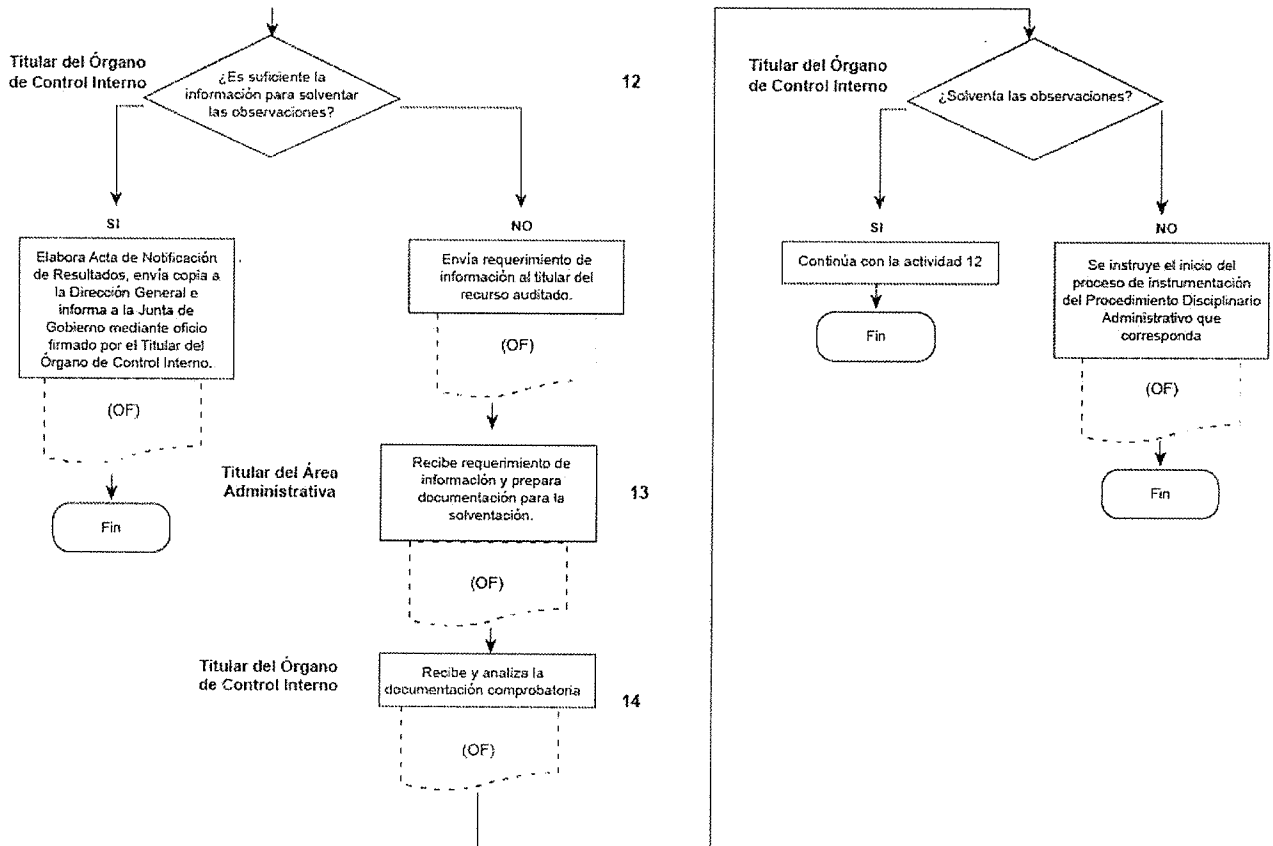 Titular del Órgano
de Control Interno
¿Es suficiente la
información para solventar
las observaciones?
12
SI
NO
Elabora Acta de Notificación
de Resultados, envía copia a
la Dirección General e
informa a la Junta de
Gobierno mediante oficio
firmado por el Titular del
Órgano de Control Interno.
(OF)
Fin
Envía requerimiento de
información al titular del
recurso auditado.
(OF)
Titular del Área
Administrativa
Recibe requerimiento de
información y prepara
documentación para la
solventación.
13
(OF)
Titular del Órgano
de Control Interno
Recibe y analiza la
documentación comprobatoria
14
(OF)
Titular del Órgano
de Control Interno
¿Solventa las observaciones?
SI
NO
Continúa con la actividad 12
Fin
Se instruye el inicio del
proceso de instrumentación
del Procedimiento Disciplinario
Administrativo que
corresponda
(OF)
Fin